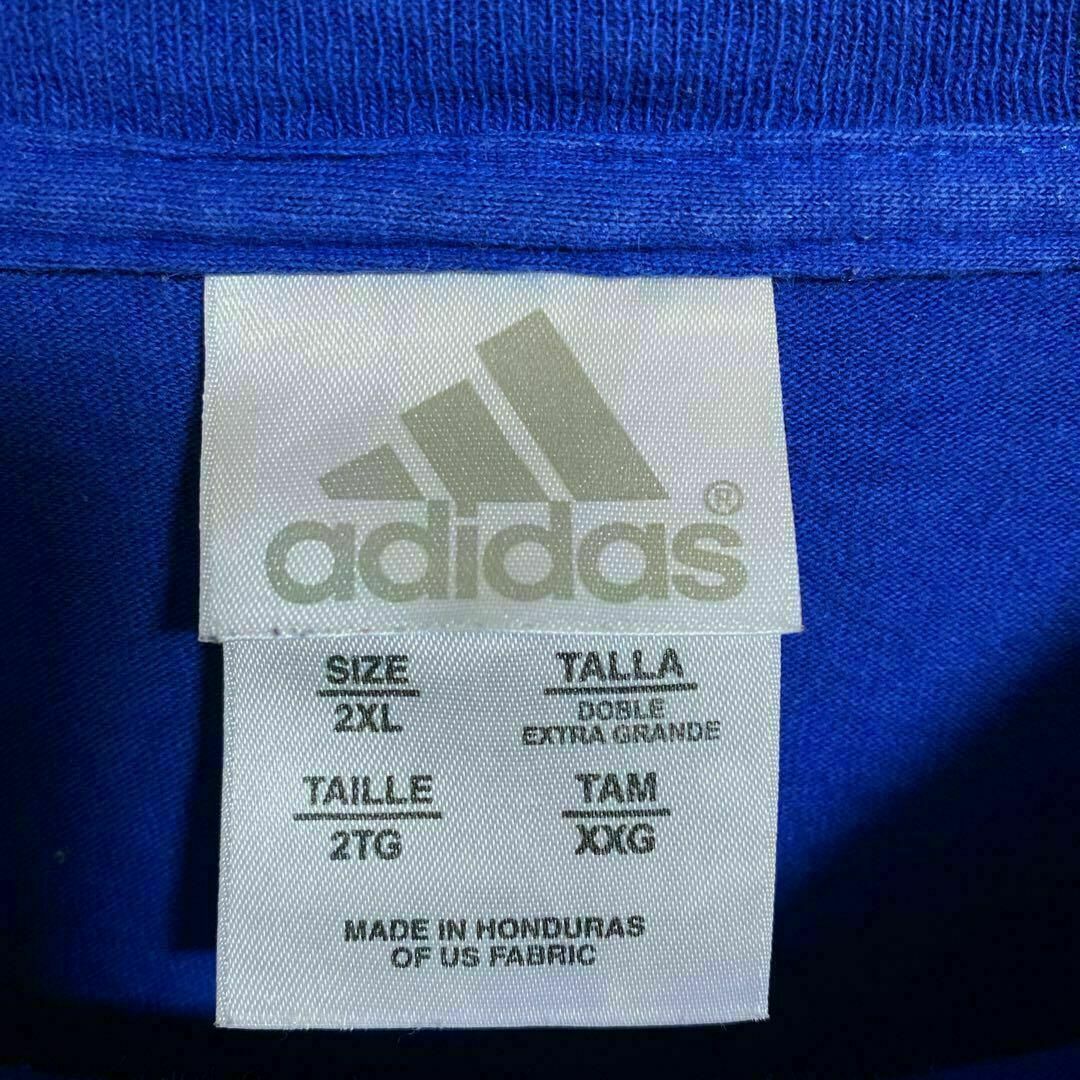 adidas®
SIZE
2XL
TALLA
DOBLE
EXTRA GRANDE
TAILLE
2TG
TAM
XXG
MADE IN HONDURAS
OF US FABRIC